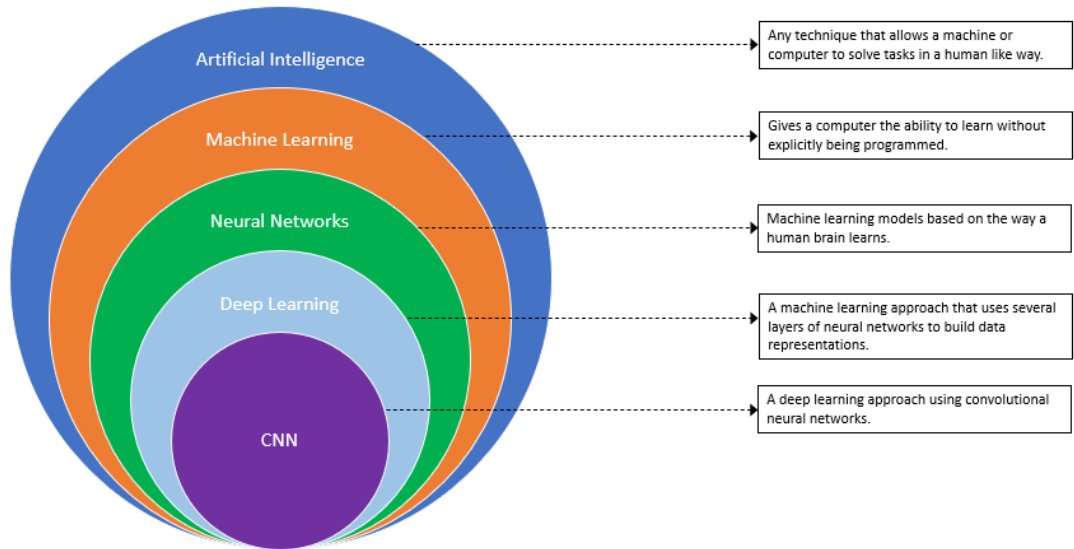 Artificial Intelligence
Any technique that allows a machine or
computer to solve tasks in a human like way.
Machine Learning
Gives a computer the ability to learn without
explicitly being programmed.
Neural Networks
Machine learning models based on the way a
human brain learns.
Deep Learning
A machine learning approach that uses several
layers of neural networks to build data
representations.
CNN
A deep learning approach using convolutional
neural networks.